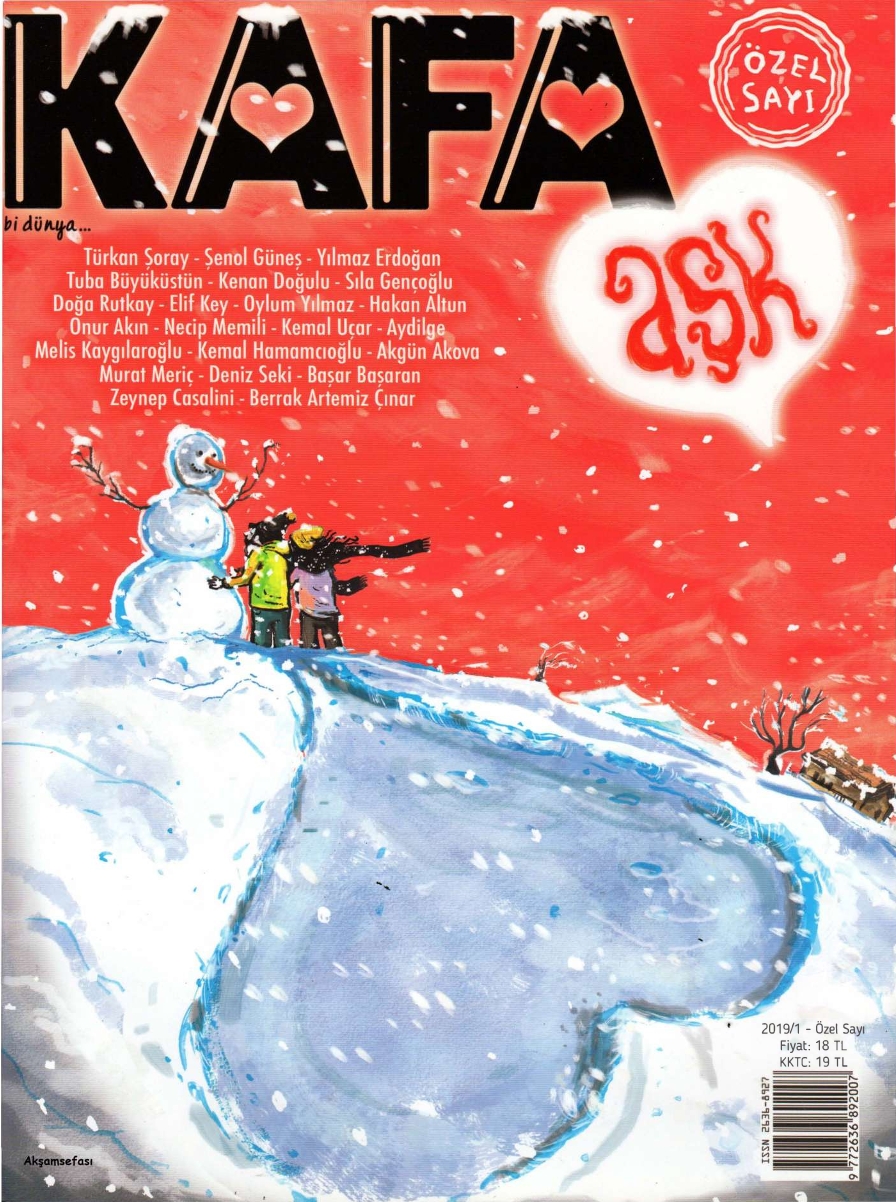 KAFA
bi dünya...
ÖZEL
SAYI
aşk
Türkan Şoray - Şenol Güneş - Yılmaz Erdoğan
Tuba Büyüküstün - Kenan Doğulu - Sıla Gençoğlu
Doğa Rutkay - Elif Key - Oylum Yılmaz - Hakan Altun
Onur Akın - Necip Memili - Kemal Uçar - Aydilge
Melis Kaygılaroğlu - Kemal Hamamcıoğlu - Akgün Akova
Murat Meriç - Deniz Seki - Başar Başaran
Zeynep Casalini - Berrak Artemiz Çınar
2019/1 - Özel Sayı
Fiyat: 18 TL
KKTC: 19 TL
ISSN 2636-8927
9 772636 892007
Akşamsefası